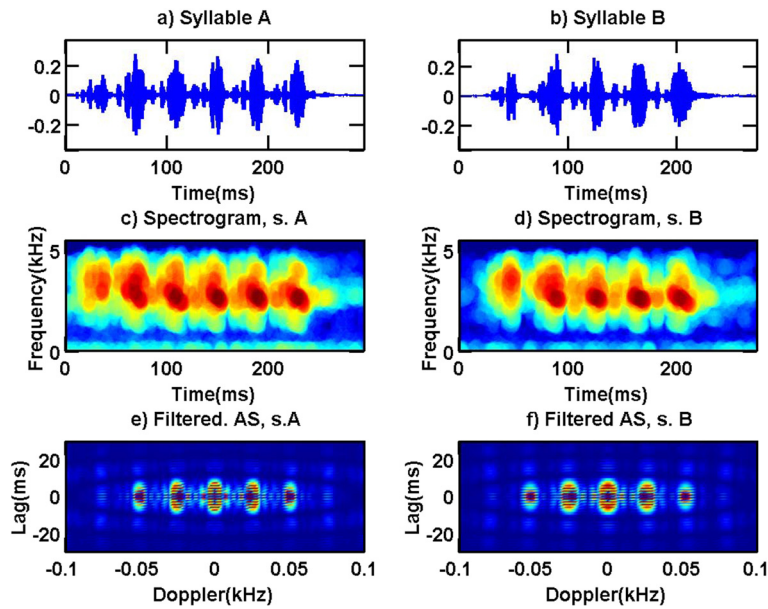 a) Syllable A
b) Syllable B
0.2
0
-0.2
0 100 200
Time(ms)
0.2
0
-0.2
0 100 200
Time(ms)
c) Spectrogram, s. A
d) Spectrogram, s. B
Frequency(kHz)
5
0
0 100 200
Time(ms)
Frequency(kHz)
5
0
0 100 200
Time(ms)
e) Filtered. AS, s.A
f) Filtered AS, s. B
Lag(ms)
20
0
-20
-0.1 -0.05 0 0.05 0.1
Doppler(kHz)
Lag(ms)
20
0
-20
-0.1 -0.05 0 0.05 0.1
Doppler(kHz)